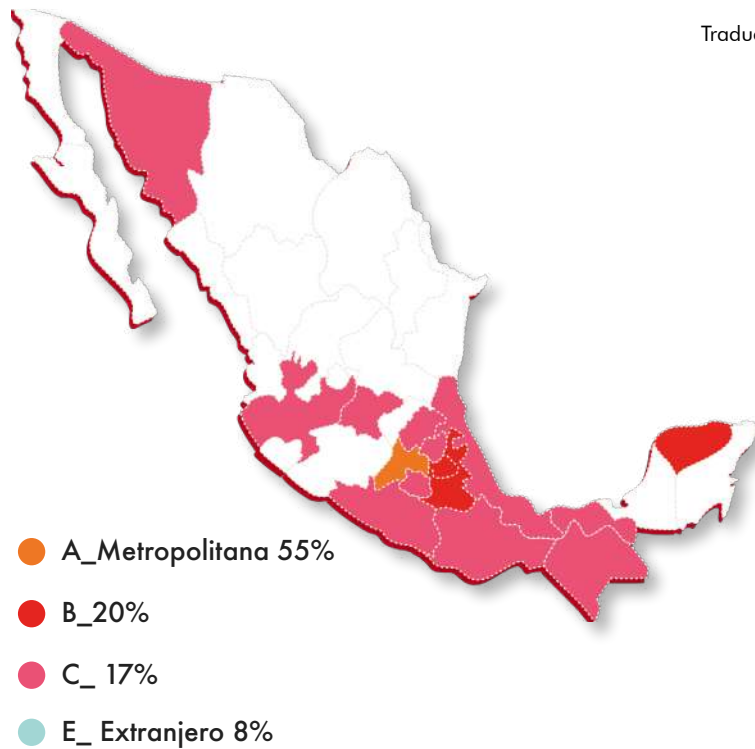 A_Metropolitana 55%
B_20%
C_ 17%
E_ Extranjero 8%